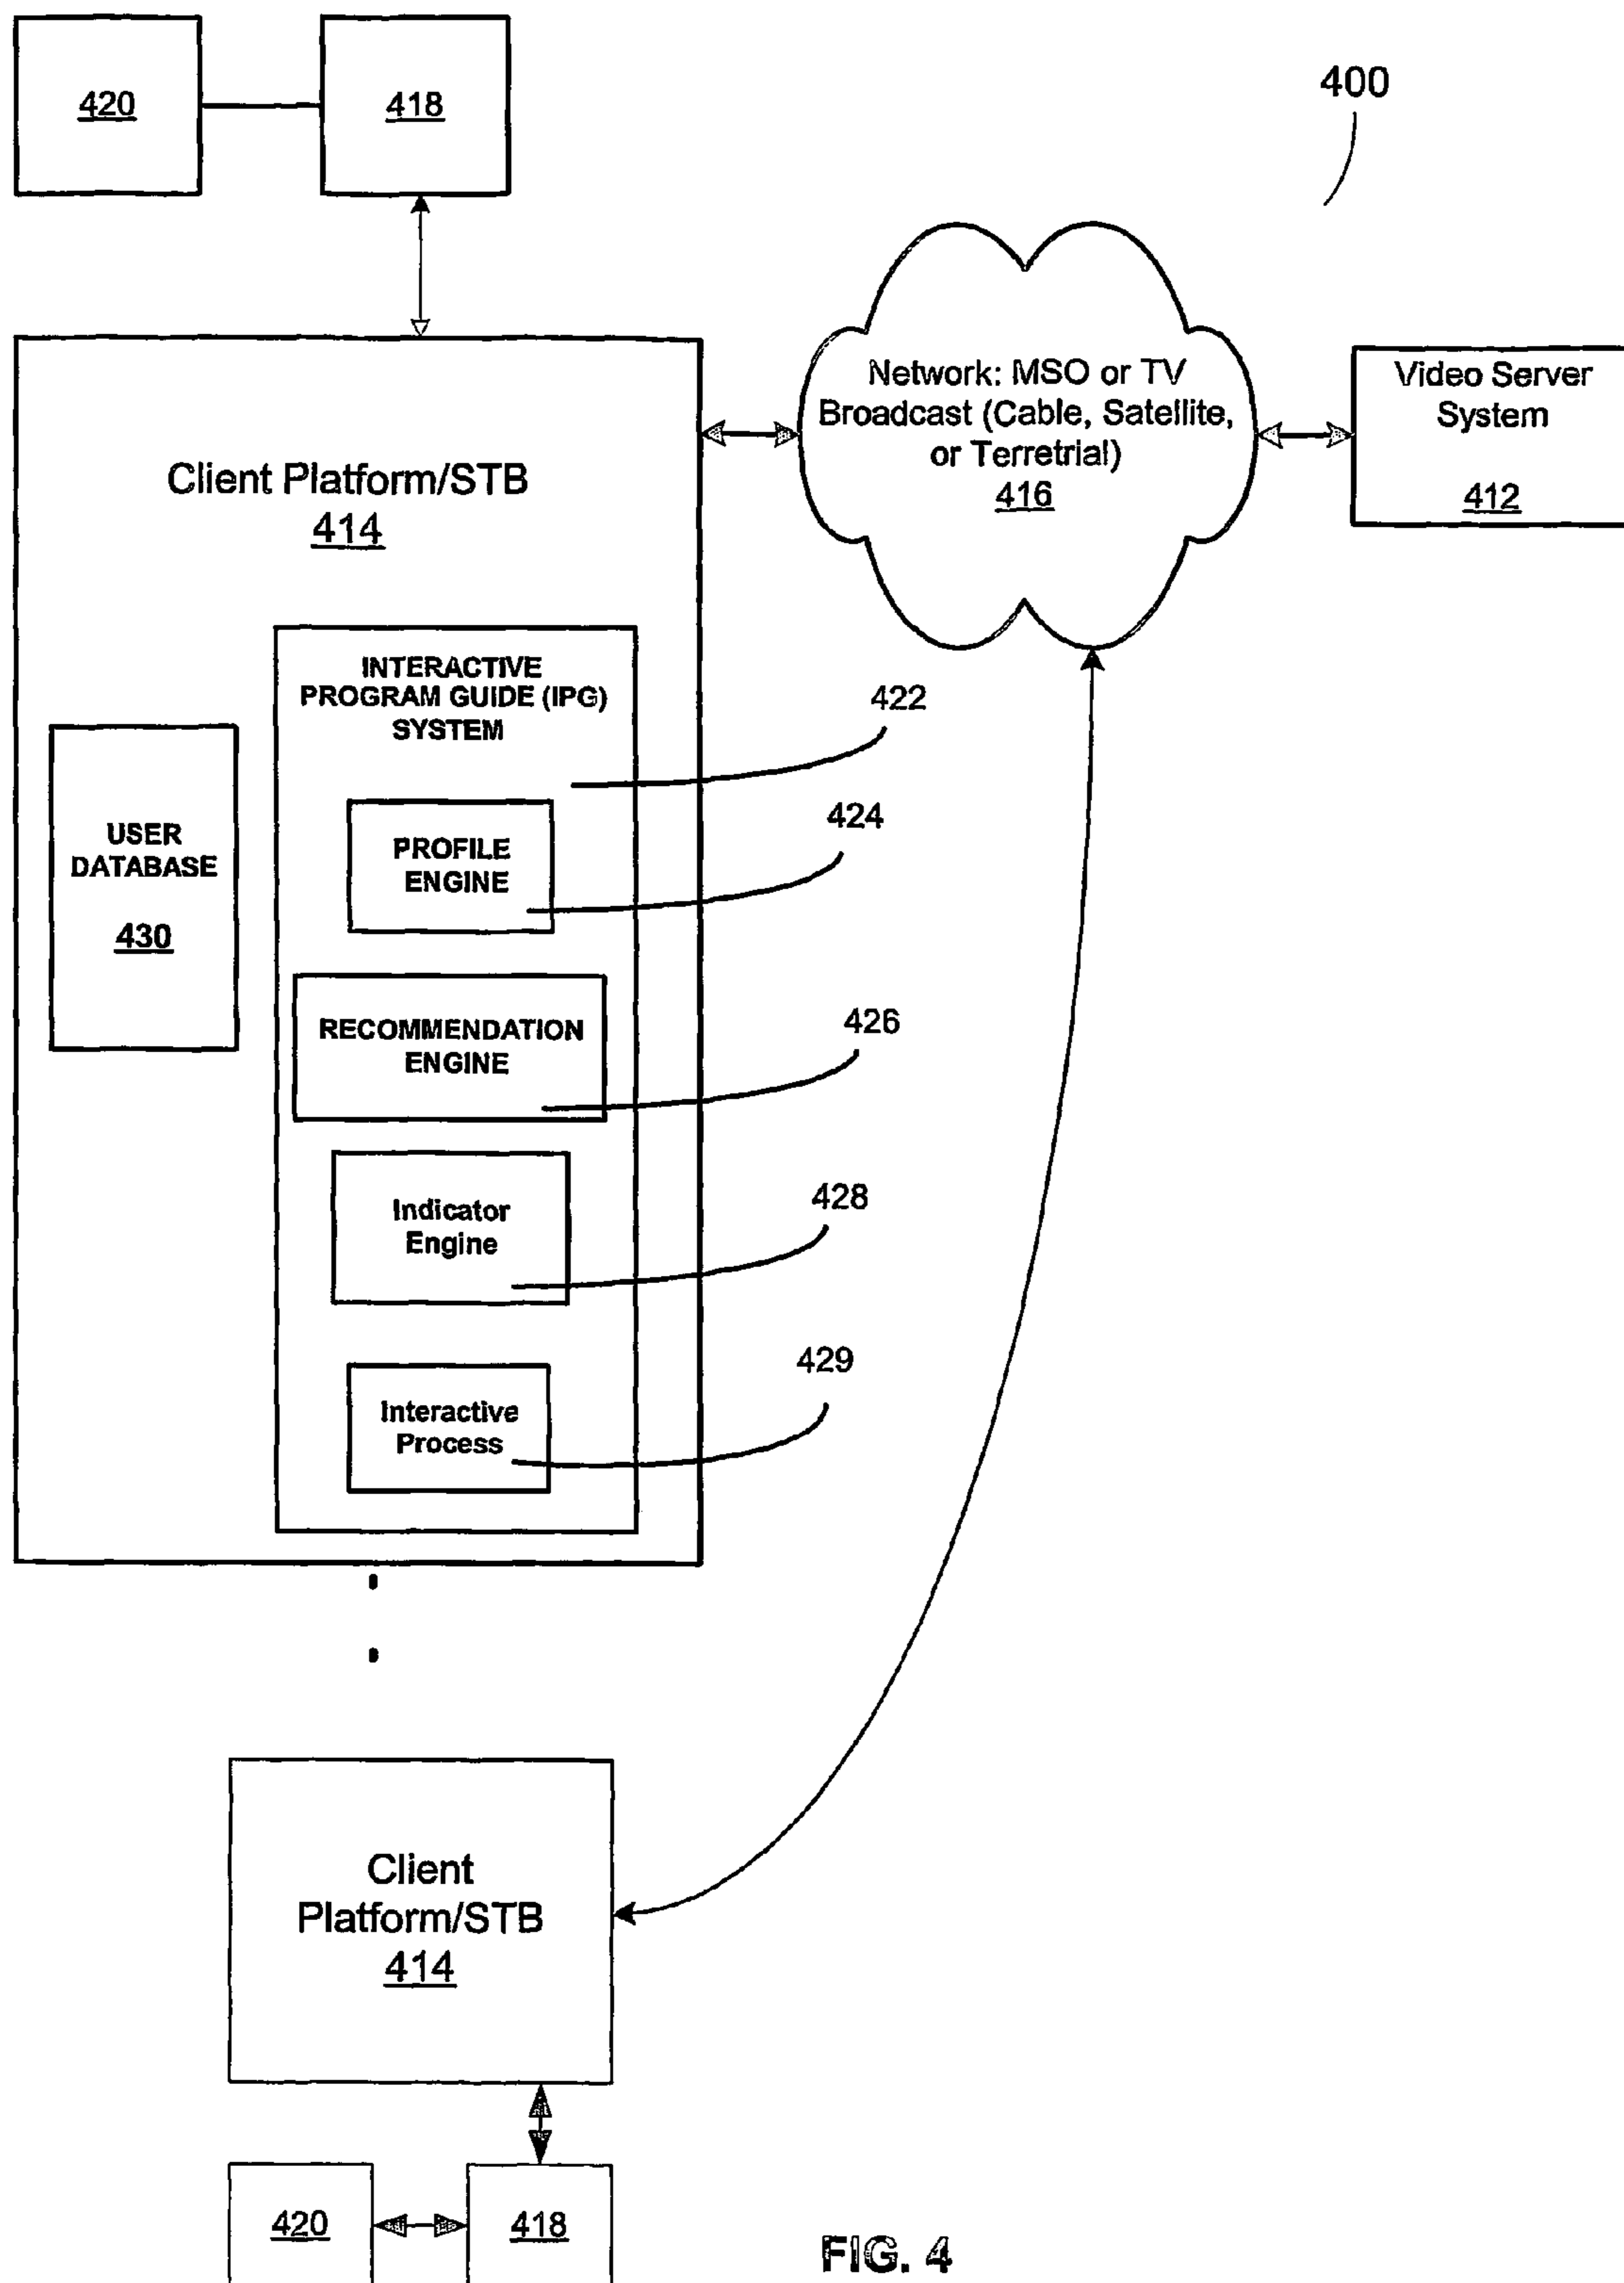 420
418
400
Network: MSO or TV
Broadcast (Cable, Satellite,
or Terretrial)
416
Video Server
System
412
Client Platform/STB
414
INTERACTIVE
PROGRAM GUIDE (IPG)
SYSTEM
422
424
PROFILE
ENGINE
USER
DATABASE
430
426
RECOMMENDATION
ENGINE
428
Indicator
Engine
429
Interactive
Process
Client
Platform/STB
414
420
418
FIG. 4